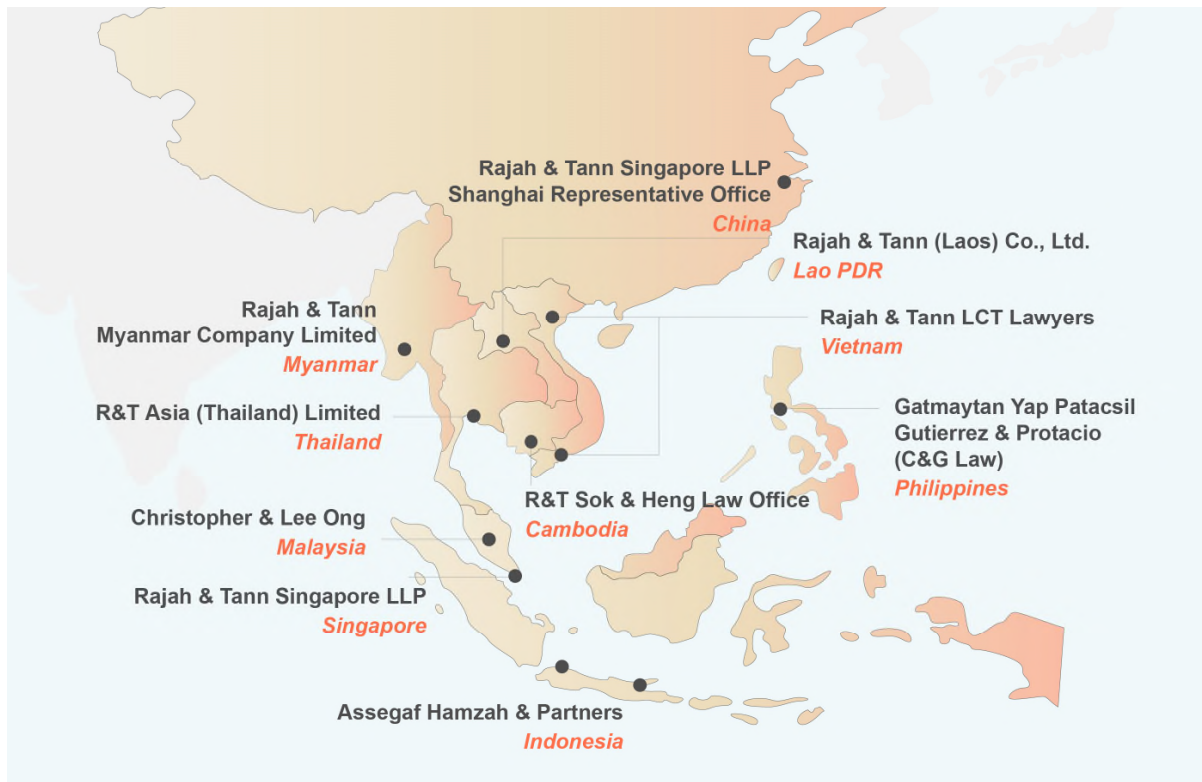 Rajah & Tann Singapore LLP
Shanghai Representative Office
China
Rajah & Tann (Laos) Co., Ltd.
Lao PDR
Rajah & Tann
Myanmar Company Limited
Myanmar
Rajah & Tann LCT Lawyers
Vietnam
R&T Asia (Thailand) Limited
Thailand
Gatmaytan Yap Patacsil
Gutierrez & Protacio
(C&G Law)
Philippines
R&T Sok & Heng Law Office
Cambodia
Christopher & Lee Ong
Malaysia
Rajah & Tann Singapore LLP
Singapore
Assegaf Hamzah & Partners
Indonesia